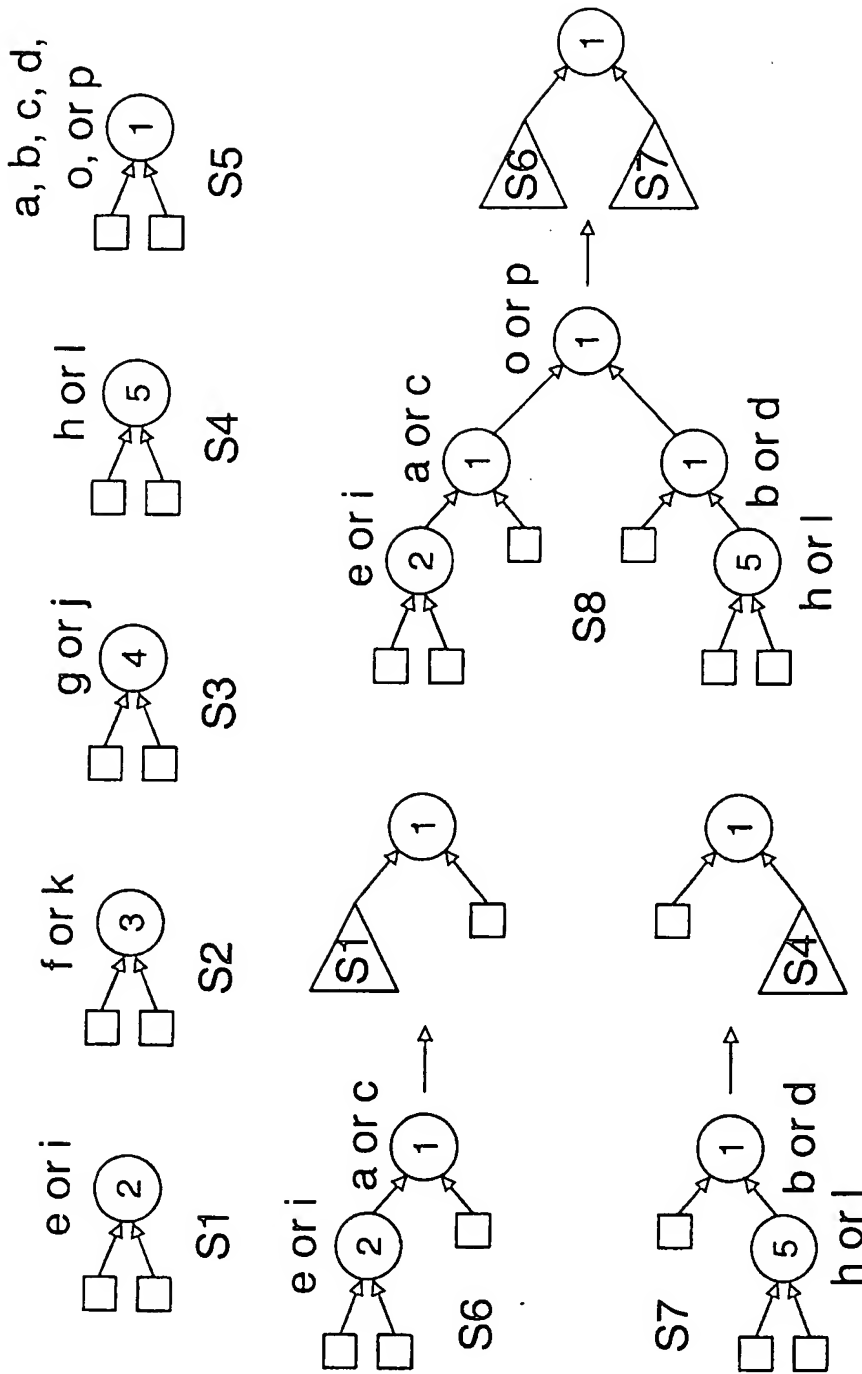 e or i
2
S1
f or k
3
S2
g or j
4
S3
h or l
5
S4
a, b, c, d,
o, or p
1
S5
e or i
2
a or c
1
S6
S1
1
S7
1
b or d
5
h or l
1
S4
e or i
2
a or c
1
o or p
1
S8
1
b or d
5
h or l
S6
S7
1